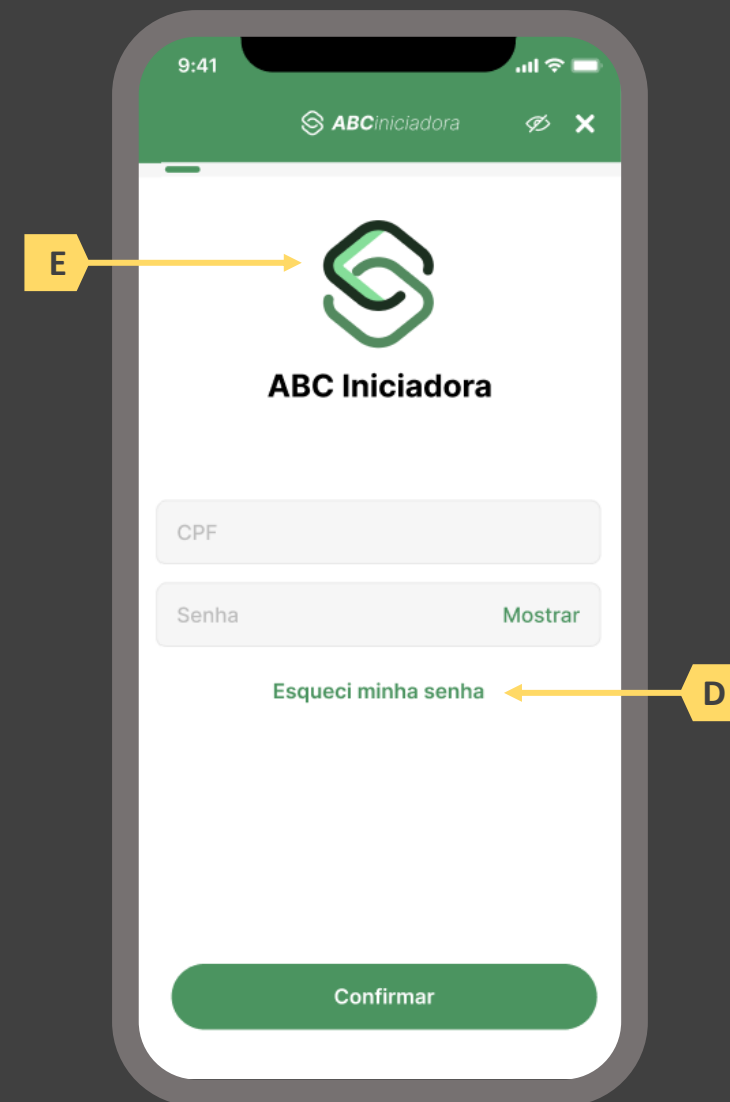 9:41
ABCiniciadora
E
ABC Iniciadora
CPF
Senha Mostrar
Esqueci minha senha
D
Confirmar